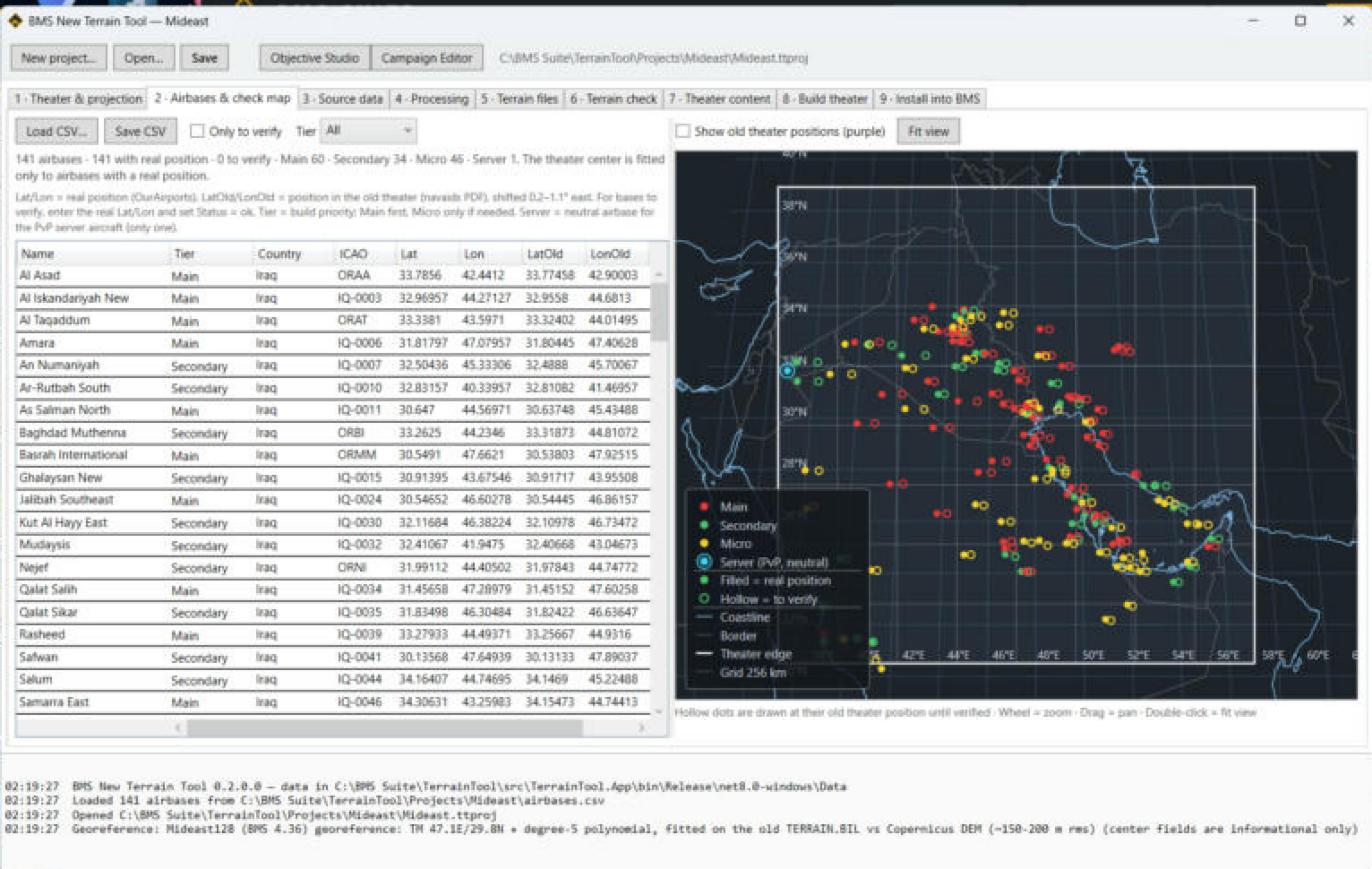 BMS New Terrain Tool — Mideast
New project... Open... Save Objective Studio Campaign Editor C:\BMS Suite\TerrainTool\Projects\Mideast\Mideast.ttproj
1 · Theater & projection 2 · Airbases & check map 3 · Source data 4 · Processing 5 · Terrain files 6 · Terrain check 7 · Theater content 8 · Build theater 9 · Install into BMS
Load CSV... Save CSV Only to verify Tier All
141 airbases · 141 with real position · 0 to verify · Main 60 · Secondary 34 · Micro 46 · Server 1. The theater center is fitted
only to airbases with a real position.
Lat/Lon = real position (OurAirports). LatOld/LonOld = position in the old theater (navaids PDF), shifted 0.2–1.1° east. For bases to
verify, enter the real Lat/Lon and set Status = ok. Tier = build priority: Main first, Micro only if needed. Server = neutral airbase for
the PvP server aircraft (only one).
Name Tier Country ICAO Lat Lon LatOld LonOld
Al Asad Main Iraq ORAA 33.7856 42.4412 33.77458 42.90003
Al Iskandariyah New Main Iraq IQ-0003 32.96957 44.27127 32.9558 44.6813
Al Taqaddum Main Iraq ORAT 33.3381 43.5971 33.32402 44.01495
Amara Main Iraq IQ-0006 31.81797 47.07957 31.80445 47.40628
An Numaniyah Secondary Iraq IQ-0007 32.50436 45.33306 32.4888 45.70067
Ar-Rutbah South Secondary Iraq IQ-0010 32.83157 40.33957 32.81082 41.46957
As Salman North Main Iraq IQ-0011 30.647 44.56971 30.63748 45.43488
Baghdad Muthenna Secondary Iraq ORBI 33.2625 44.2346 33.31873 44.81072
Basrah International Main Iraq ORMM 30.5491 47.6621 30.53803 47.92515
Ghalaysan New Secondary Iraq IQ-0015 30.91395 43.67546 30.91717 43.95508
Jalibah Southeast Main Iraq IQ-0024 30.54652 46.60278 30.54445 46.86157
Kut Al Hayy East Secondary Iraq IQ-0030 32.11684 46.38224 32.10978 46.73472
Mudaysis Secondary Iraq IQ-0032 32.41067 41.9475 32.40668 43.04673
Nejef Secondary Iraq ORNI 31.99112 44.40502 31.97843 44.74772
Qalat Salih Main Iraq IQ-0034 31.45658 47.28979 31.45152 47.60258
Qalat Sikar Secondary Iraq IQ-0035 31.83498 46.30484 31.82422 46.63647
Rasheed Main Iraq IQ-0039 33.27933 44.49371 33.25667 44.9316
Safwan Secondary Iraq IQ-0041 30.13568 47.64939 30.13133 47.89037
Salum Secondary Iraq IQ-0044 34.16407 44.74695 34.1469 45.22488
Samarra East Main Iraq IQ-0046 34.30631 43.25983 34.15473 44.74413
Show old theater positions (purple) Fit view
40°N
38°N
36°N
34°N
30°N
28°N
Main
Secondary
Micro
Server (PvP, neutral)
Filled = real position
Hollow = to verify
Coastline
Border
Theater edge
Grid 256 km
42°E 44°E 46°E 48°E 50°E 52°E 54°E 56°E 58°E 60°E
Hollow dots are drawn at their old theater position until verified · Wheel = zoom · Drag = pan · Double-click = fit view
02:19:27 BMS New Terrain Tool 0.2.0.0 — data in C:\BMS Suite\TerrainTool\src\TerrainTool.App\bin\Release\net8.0-windows\Data
02:19:27 Loaded 141 airbases from C:\BMS Suite\TerrainTool\Projects\Mideast\airbases.csv
02:19:27 Opened C:\BMS Suite\TerrainTool\Projects\Mideast\Mideast.ttproj
02:19:27 Georeference: Mideast128 (BMS 4.36) georeference: TM 47.1E/29.8N + degree-5 polynomial, fitted on the old TERRAIN.BIL vs Copernicus DEM (~150-200 m rms) (center fields are informational only)